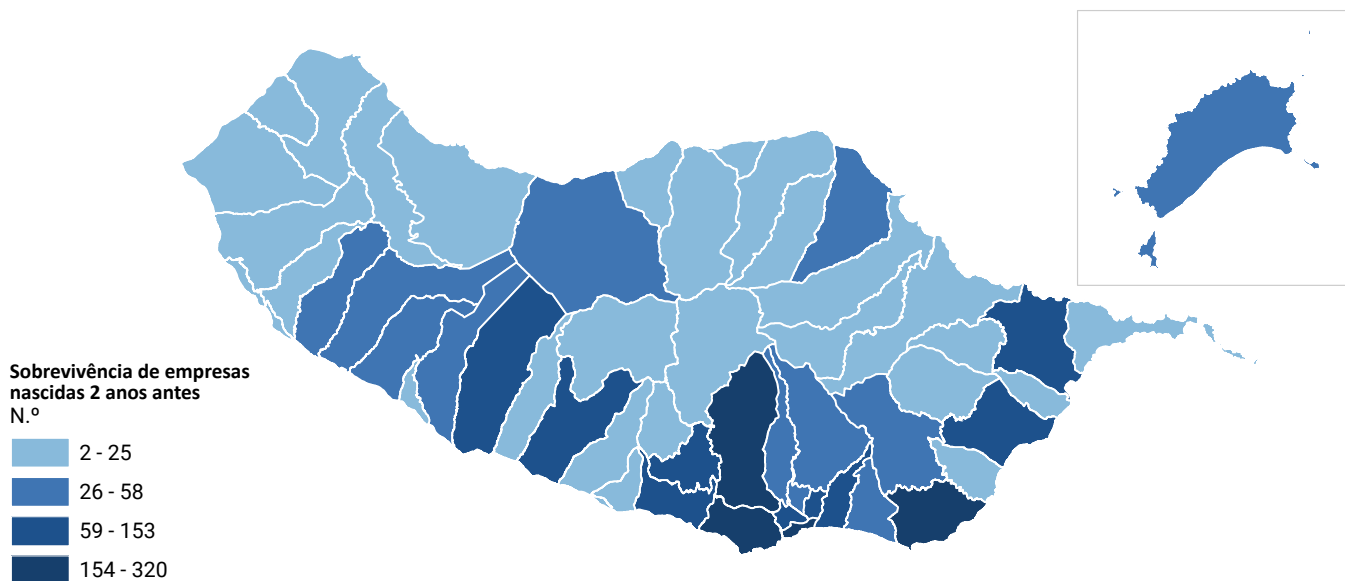 Sobrevivência de empresas
nascidas 2 anos antes
N.º
2 - 25
26 - 58
59 - 153
154 - 320